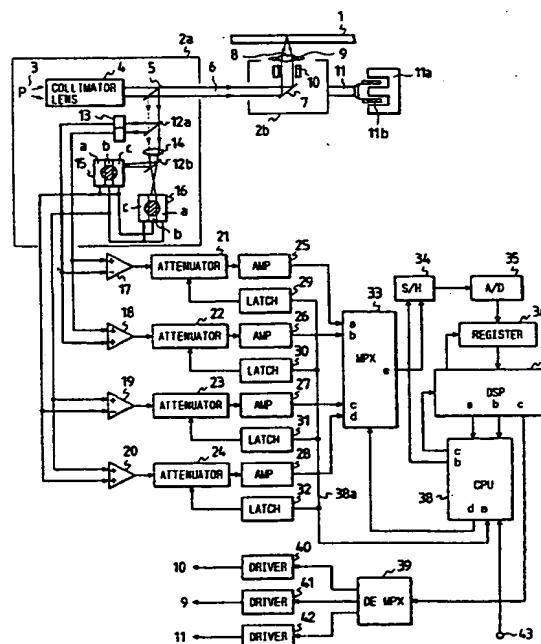 1
2a
3
4
5
6
8
9
10
11
11a
P
COLLIMATOR
LENS
7
11b
13
12a
2b
14
a b c
12b
15
16
c
a
b
21
25
34
35
17
ATTENUATOR
AMP
33
S/H
A/D
29
LATCH
18
22
26
a
b
MPX
e
REGISTER
ATTENUATOR
AMP
30
LATCH
DSP
a b c
19
23
27
c
d
ATTENUATOR
AMP
31
LATCH
c
b
CPU
20
24
28
38
ATTENUATOR
AMP
38a
d a
32
LATCH
40
39
10
DRIVER
41
9
DRIVER
DE MPX
42
11
DRIVER
43